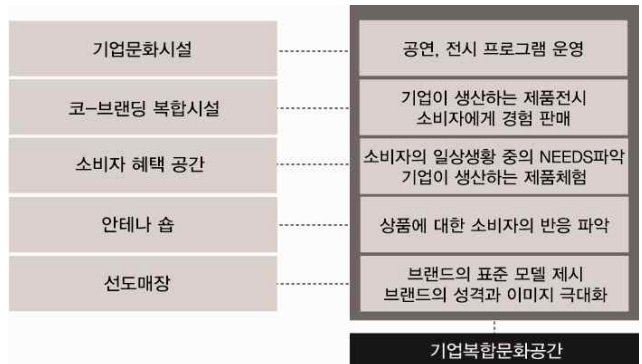 기업문화시설
공연, 전시 프로그램 운영
코-브랜딩 복합시설
기업이 생산하는 제품전시
소비자에게 경험 판매
소비자 혜택 공간
소비자의 일상생황 중의 NEEDS파악
기업이 생산하는 제품체험
안테나 숍
상품에 대한 소비자의 반응 파악
선도매장
브랜드의 표준 모델 제시
브랜드의 성격과 이미지 극대화
기업복합문화공간